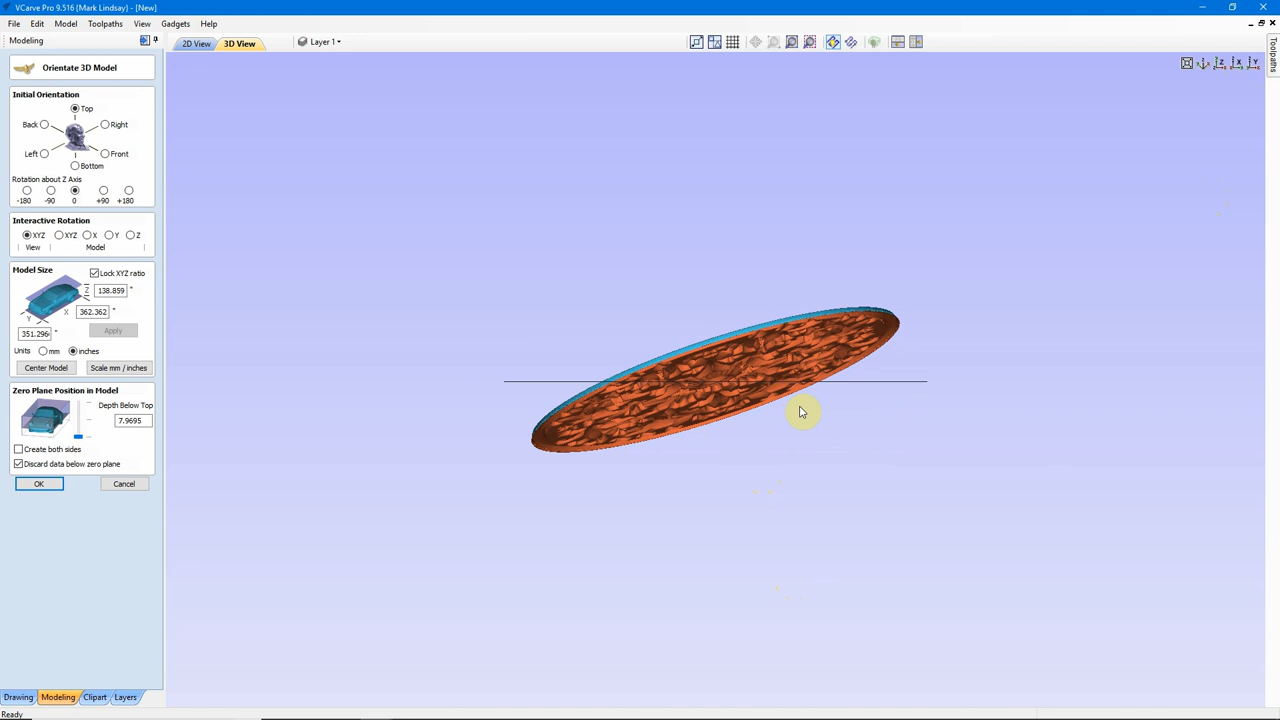 VCarve Pro 9.516 {Mark Lindsay} - [New]
File Edit Model Toolpaths View Gadgets Help
Modeling
2D View 3D View Layer 1
Toolpaths
Orientate 3D Model
Initial Orientation
Top
Back Right
Left Front
Bottom
Rotation about Z Axis
-180 -90 0 +90 +180
Interactive Rotation
XYZ XYZ X Y Z
View Model
Model Size
Lock XYZ ratio
Z 138.859 "
X 362.362 "
Y
351.296 "
Apply
Units mm inches
Center Model Scale mm / inches
Zero Plane Position in Model
Depth Below Top
7.9695
Create both sides
Discard data below zero plane
OK Cancel
Drawing Modeling Clipart Layers
Ready